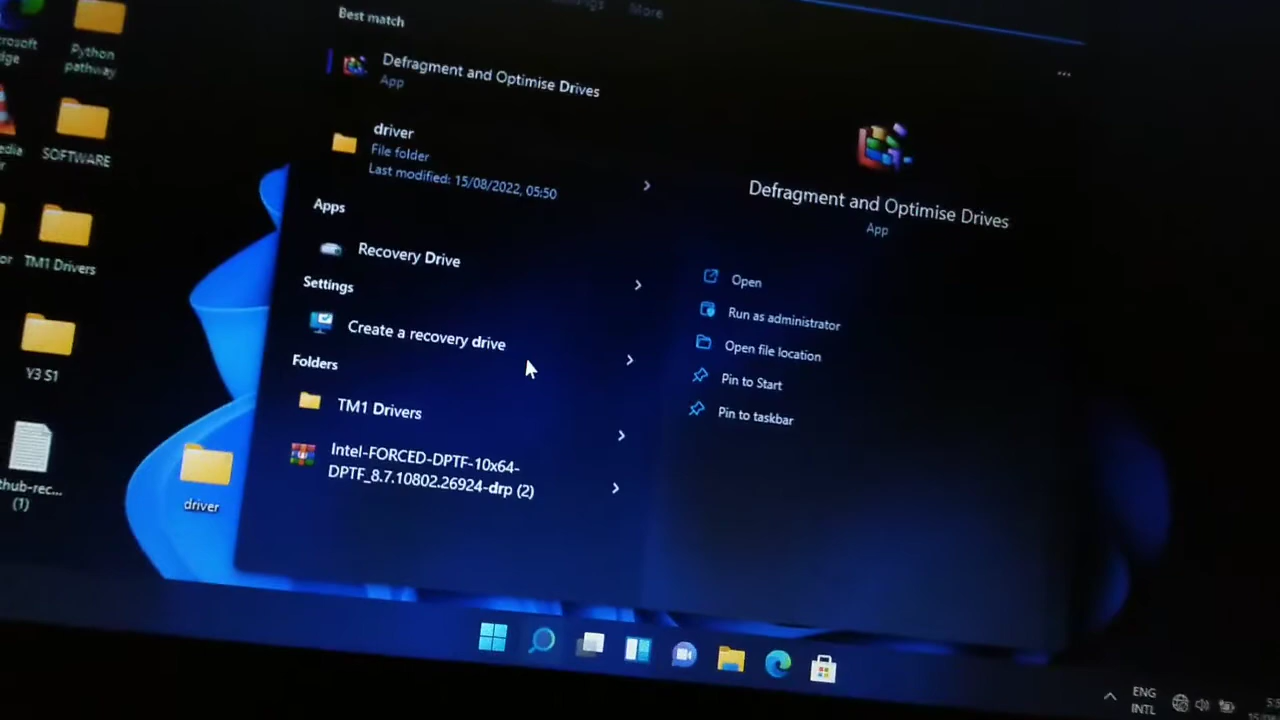 More
Best match
Defragment and Optimise Drives
App
driver
File folder
Last modified: 15/08/2022, 05:50
Apps
Recovery Drive
Settings
Create a recovery drive
Folders
TM1 Drivers
Intel-FORCED-DPTF-10x64-
DPTF_8.7.10802.26924-drp (2)
Defragment and Optimise Drives
App
Open
Run as administrator
Open file location
Pin to Start
Pin to taskbar
Python
pathway
SOFTWARE
TM1 Drivers
Y3 S1
(1)
driver
ENG
INTL